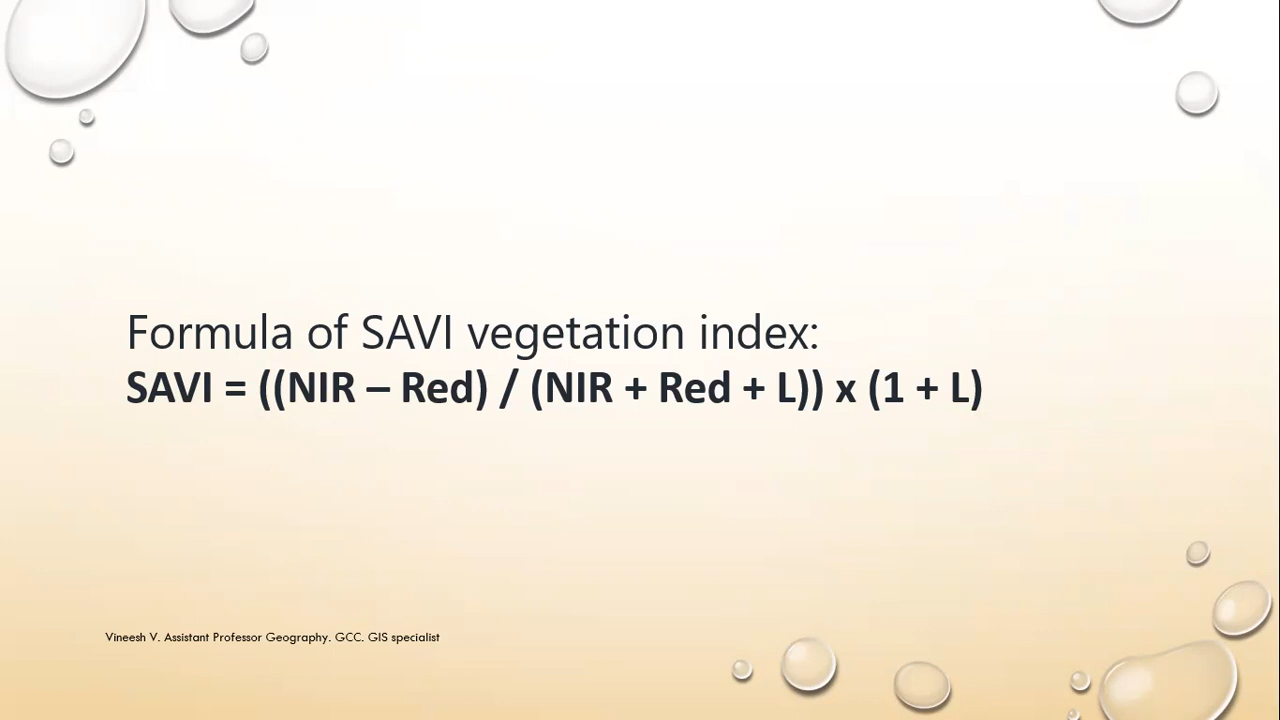 Formula of SAVI vegetation index:
SAVI = ((NIR – Red) / (NIR + Red + L)) x (1 + L)
Vineesh V. Assistant Professor Geography. GCC. GIS specialist